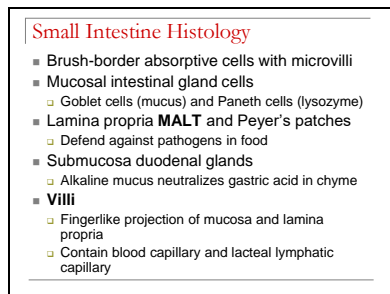 Small Intestine Histology
Brush-border absorptive cells with microvilli
Mucosal intestinal gland cells
Goblet cells (mucus) and Paneth cells (lysozyme)
Lamina propria MALT and Peyer's patches
Defend against pathogens in food
Submucosa duodenal glands
Alkaline mucus neutralizes gastric acid in chyme
Villi
Fingerlike projection of mucosa and lamina
propria
Contain blood capillary and lacteal lymphatic
capillary